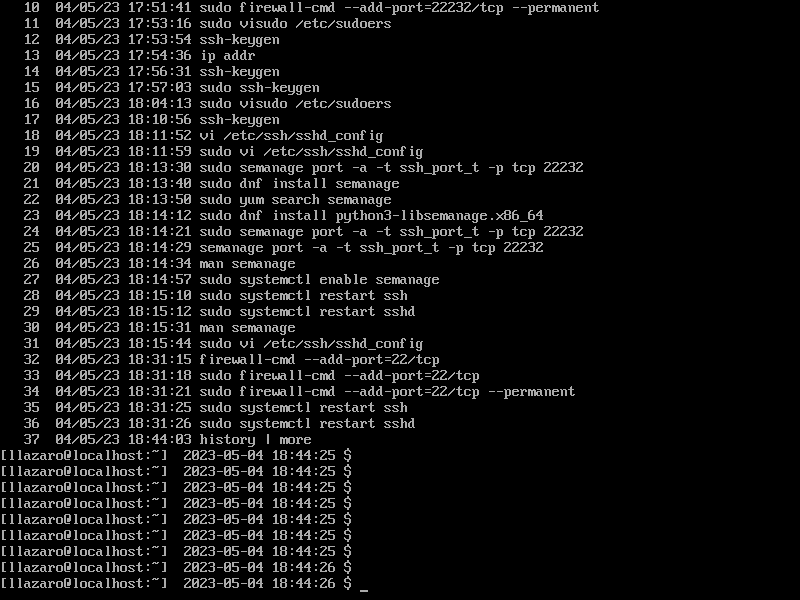 10  04/05/23 17:51:41 sudo firewall-cmd --add-port=22232/tcp --permanent
11  04/05/23 17:53:16 sudo visudo /etc/sudoers
12  04/05/23 17:53:54 ssh-keygen
13  04/05/23 17:54:36 ip addr
14  04/05/23 17:56:31 ssh-keygen
15  04/05/23 17:57:03 sudo ssh-keygen
16  04/05/23 18:04:13 sudo visudo /etc/sudoers
17  04/05/23 18:10:56 ssh-keygen
18  04/05/23 18:11:52 vi /etc/ssh/sshd_config
19  04/05/23 18:11:59 sudo vi /etc/ssh/sshd_config
20  04/05/23 18:13:30 sudo semanage port -a -t ssh_port_t -p tcp 22232
21  04/05/23 18:13:40 sudo dnf install semanage
22  04/05/23 18:13:50 sudo yum search semanage
23  04/05/23 18:14:12 sudo dnf install python3-libsemanage.x86_64
24  04/05/23 18:14:21 sudo semanage port -a -t ssh_port_t -p tcp 22232
25  04/05/23 18:14:29 semanage port -a -t ssh_port_t -p tcp 22232
26  04/05/23 18:14:34 man semanage
27  04/05/23 18:14:57 sudo systemctl enable semanage
28  04/05/23 18:15:10 sudo systemctl restart ssh
29  04/05/23 18:15:12 sudo systemctl restart sshd
30  04/05/23 18:15:31 man semanage
31  04/05/23 18:15:44 sudo vi /etc/ssh/sshd_config
32  04/05/23 18:31:15 firewall-cmd --add-port=22/tcp
33  04/05/23 18:31:18 sudo firewall-cmd --add-port=22/tcp
34  04/05/23 18:31:21 sudo firewall-cmd --add-port=22/tcp --permanent
35  04/05/23 18:31:25 sudo systemctl restart ssh
36  04/05/23 18:31:26 sudo systemctl restart sshd
37  04/05/23 18:44:03 history | more
[llazaro@localhost:~]  2023-05-04 18:44:25 $
[llazaro@localhost:~]  2023-05-04 18:44:25 $
[llazaro@localhost:~]  2023-05-04 18:44:25 $
[llazaro@localhost:~]  2023-05-04 18:44:25 $
[llazaro@localhost:~]  2023-05-04 18:44:25 $
[llazaro@localhost:~]  2023-05-04 18:44:25 $
[llazaro@localhost:~]  2023-05-04 18:44:25 $
[llazaro@localhost:~]  2023-05-04 18:44:26 $
[llazaro@localhost:~]  2023-05-04 18:44:26 $ _